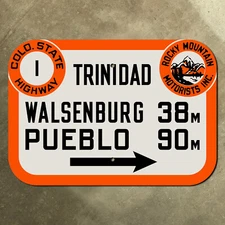 COLO. STATE
1
HIGHWAY
TRINIDAD
ROCKY MOUNTAIN
MOTORISTS INC.
WALSENBURG 38M
PUEBLO 90M